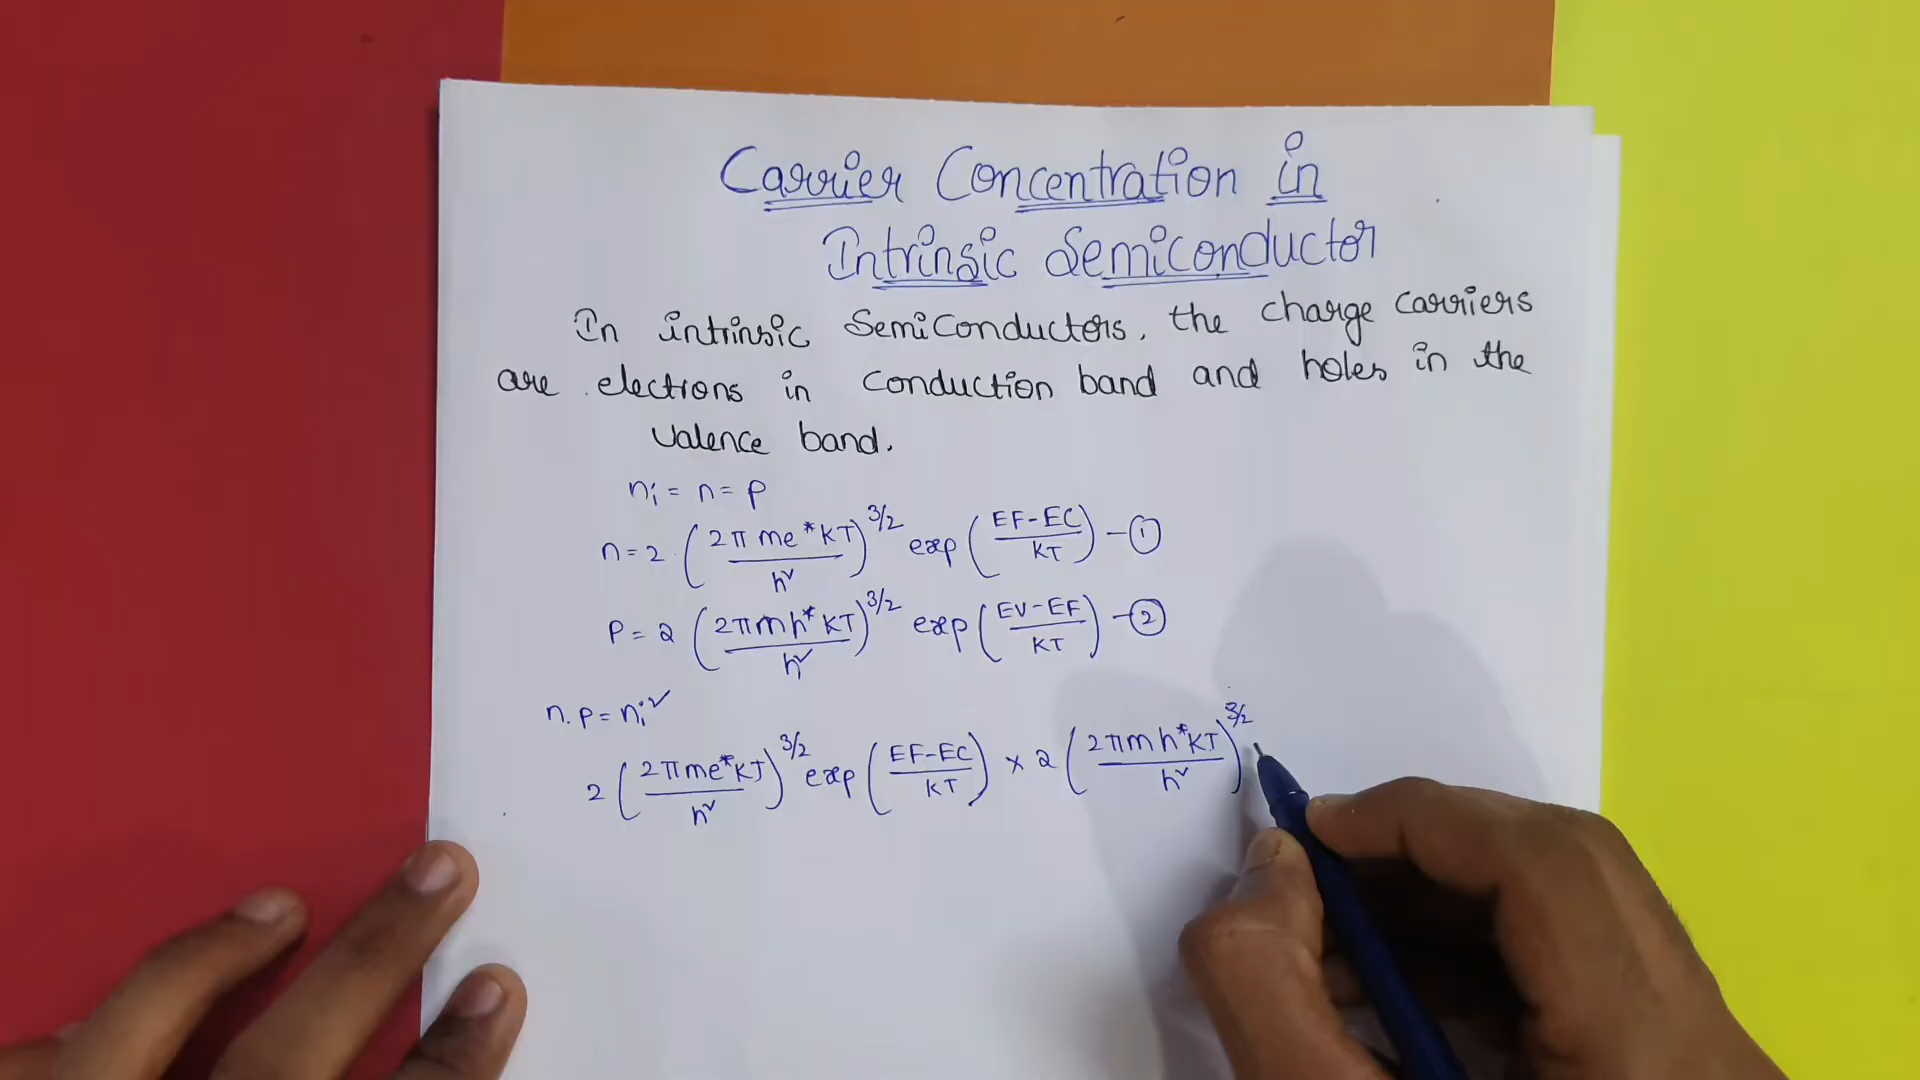 Carrier Concentration in
Intrinsic Semiconductor
In intrinsic Semiconductors, the charge carriers
are electrons in conduction band and holes in the
valence band.
ni = n = p
n = 2 (2π me* KT / h²)^3/2 exp (EF - EC / KT) - ①
P = 2 (2π mh* KT / h²)^3/2 exp (EV - EF / KT) - ②
n. p = ni²
2 (2π me* KT / h²)^3/2 exp (EF - EC / KT) × 2 (2π mh* KT / h²)^3/2